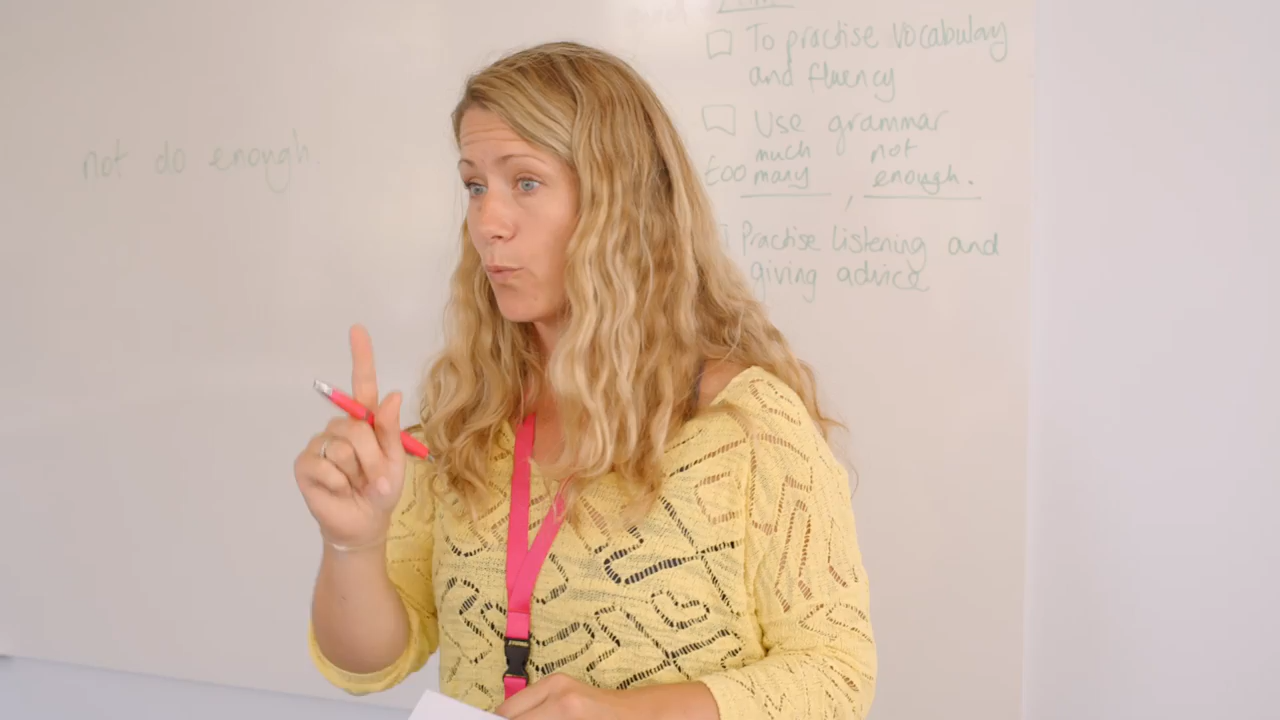 To practise vocabulary
and fluency
Use grammar
much not
too many , enough.
Practise listening and
giving advice
not do enough.